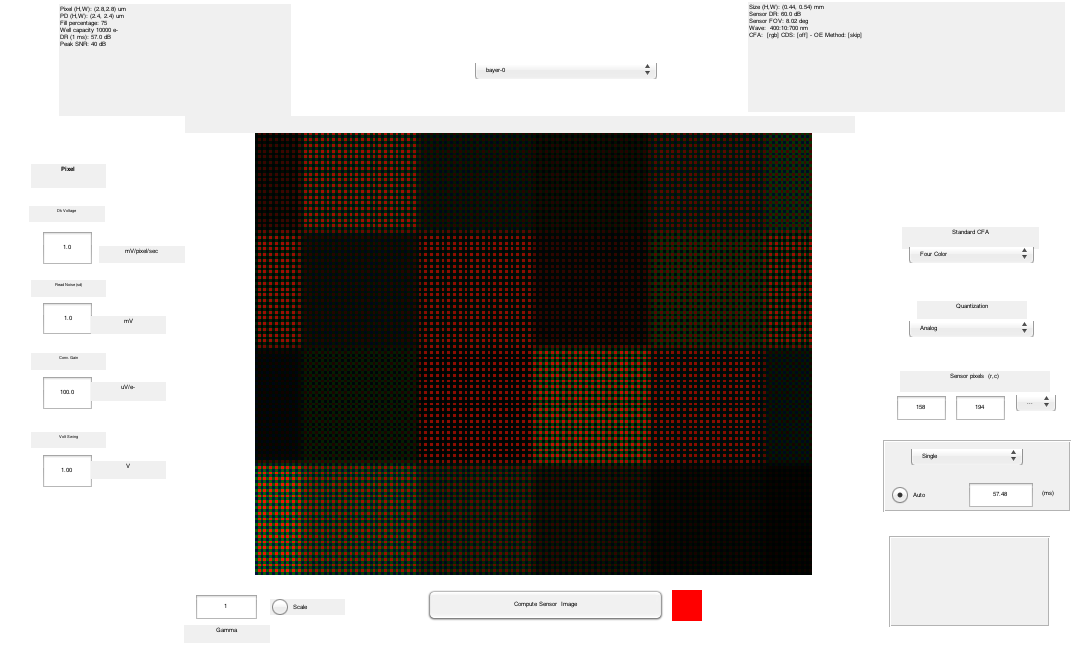 Pixel (H,W): (2.8,2.8) um
PD (H,W): (2.4, 2.4) um
Fill percentage: 75
Well capacity 10000 e-
DR (1 ms): 57.0 dB
Peak SNR: 40 dB
Size (H,W): (0.44, 0.54) mm
Sensor DR: 60.0 dB
Sensor FOV: 8.02 deg
Wave: 400:10:700 nm
CFA: [rgb] CDS: [off] - OE Method: [skip]
bayer-0
Pixel
Dk Voltage
1.0
mV/pixel/sec
Read Noise (sd)
1.0
mV
Conv. Gain
100.0
uV/e-
Volt Swing
1.00
V
Standard CFA
Four Color
Quantization
Analog
Sensor pixels (r,c)
158
194
...
Single
Auto
57.48
(ms)
1
Scale
Compute Sensor Image
Gamma